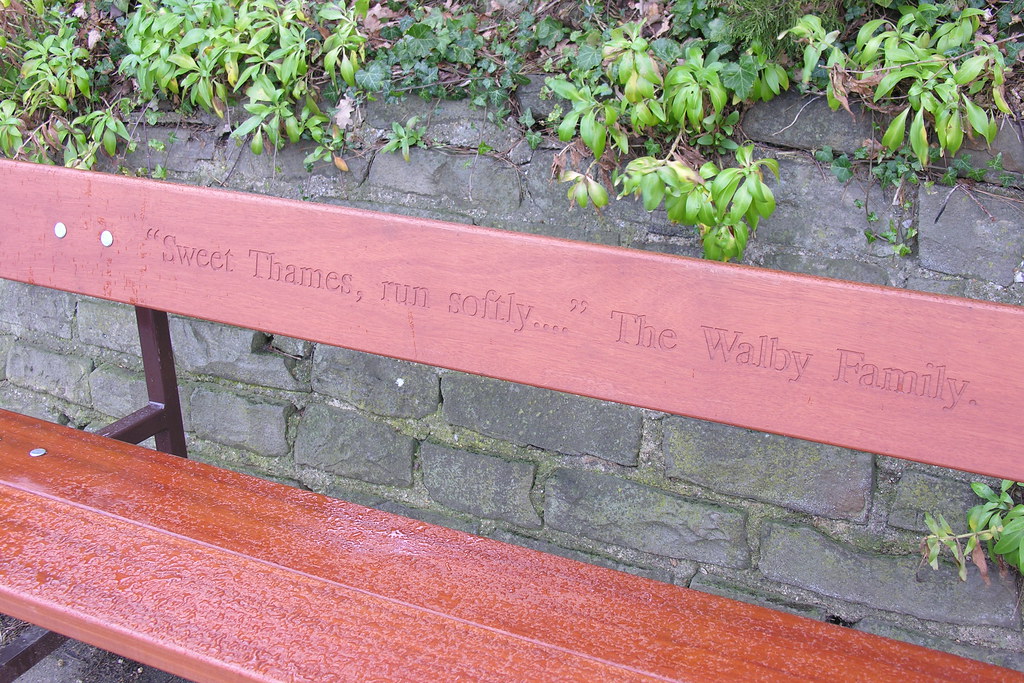 “Sweet Thames, run softly....” The Walby Family.